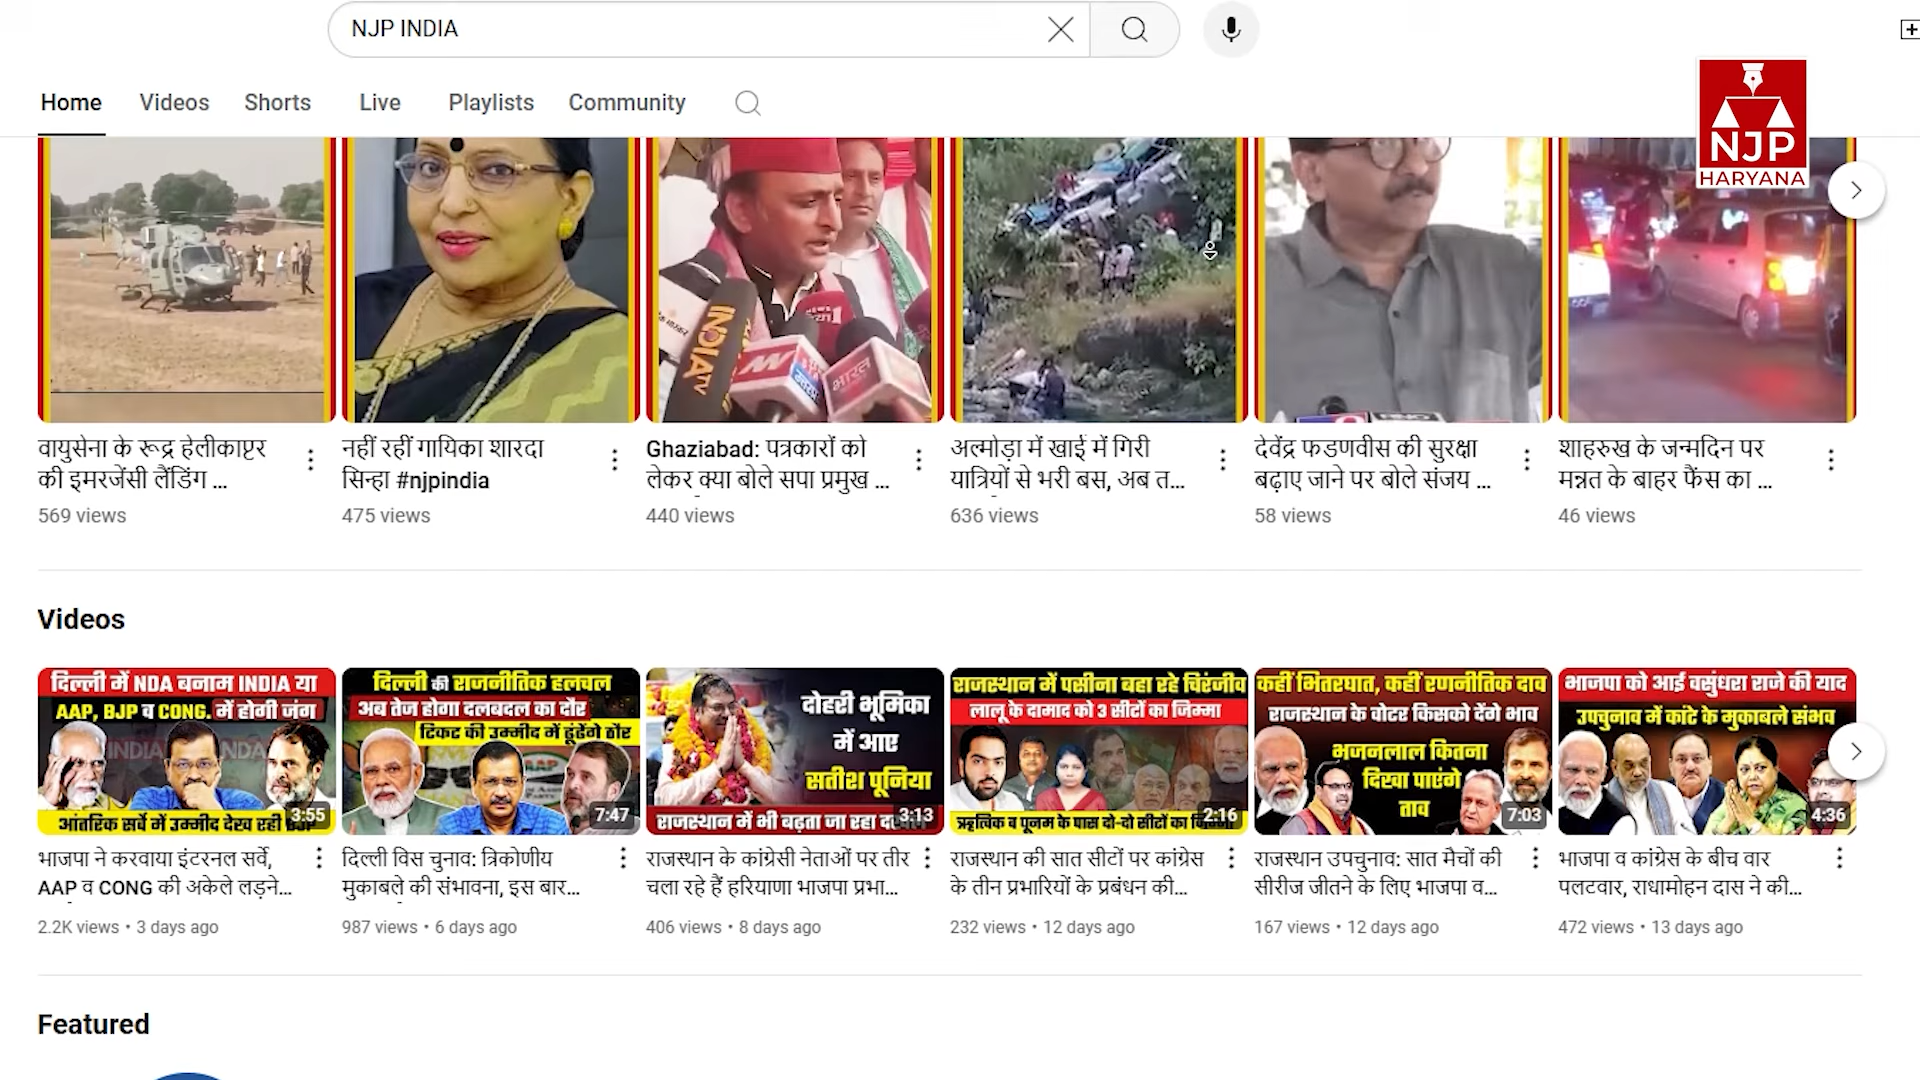 NJP INDIA
Home Videos Shorts Live Playlists Community
NJP
HARYANA
INDIA TV
भारत
वायुसेना के रूद्र हेलीकाप्टर
की इमरजेंसी लैंडिंग ...
569 views
नहीं रहीं गायिका शारदा
सिन्हा #njpindia
475 views
Ghaziabad: पत्रकारों को
लेकर क्या बोले सपा प्रमुख ...
440 views
अल्मोड़ा में खाई में गिरी
यात्रियों से भरी बस, अब त...
636 views
देवेंद्र फडणवीस की सुरक्षा
बढ़ाए जाने पर बोले संजय ...
58 views
शाहरुख के जन्मदिन पर
मन्नत के बाहर फैंस का ...
46 views
Videos
दिल्ली में NDA बनाम INDIA या
AAP, BJP व CONG. में होगी जंग
INDIA NDA
आंतरिक सर्वे में उम्मीद देख रही
3:55
भाजपा ने करवाया इंटरनल सर्वे,
AAP व CONG की अकेले लड़ने...
2.2K views • 3 days ago
दिल्ली की राजनीतिक हलचल
अब तेज होगा दलबदल का दौर
टिकट की उम्मीद में ढूंढेंगे ठौर
AAP
7:47
दिल्ली विस चुनाव: त्रिकोणीय
मुकाबले की संभावना, इस बार...
987 views • 6 days ago
दोहरी भूमिका
में आए
सतीश पूनिया
राजस्थान में भी बढ़ता जा रहा
3:13
राजस्थान के कांग्रेसी नेताओं पर तीर
चला रहे हैं हरियाणा भाजपा प्रभा...
406 views • 8 days ago
राजस्थान में पसीना बहा रहे चिरंजीव
लालू के दामाद को 3 सीटों का जिम्मा
ऋत्विक व पूनम के पास दो-दो सीटों का जिम्मा
2:16
राजस्थान की सात सीटों पर कांग्रेस
के तीन प्रभारियों के प्रबंधन की...
232 views • 12 days ago
कहीं भितरघात, कहीं रणनीतिक दाव
राजस्थान के वोटर किसको देंगे भाव
भजनलाल कितना
दिखा पाएंगे
ताव
7:03
राजस्थान उपचुनाव: सात मैचों की
सीरीज जीतने के लिए भाजपा व...
167 views • 12 days ago
भाजपा को आई वसुंधरा राजे की याद
उपचुनाव में कांटे के मुकाबले संभव
4:36
भाजपा व कांग्रेस के बीच वार
पलटवार, राधामोहन दास ने की...
472 views • 13 days ago
Featured